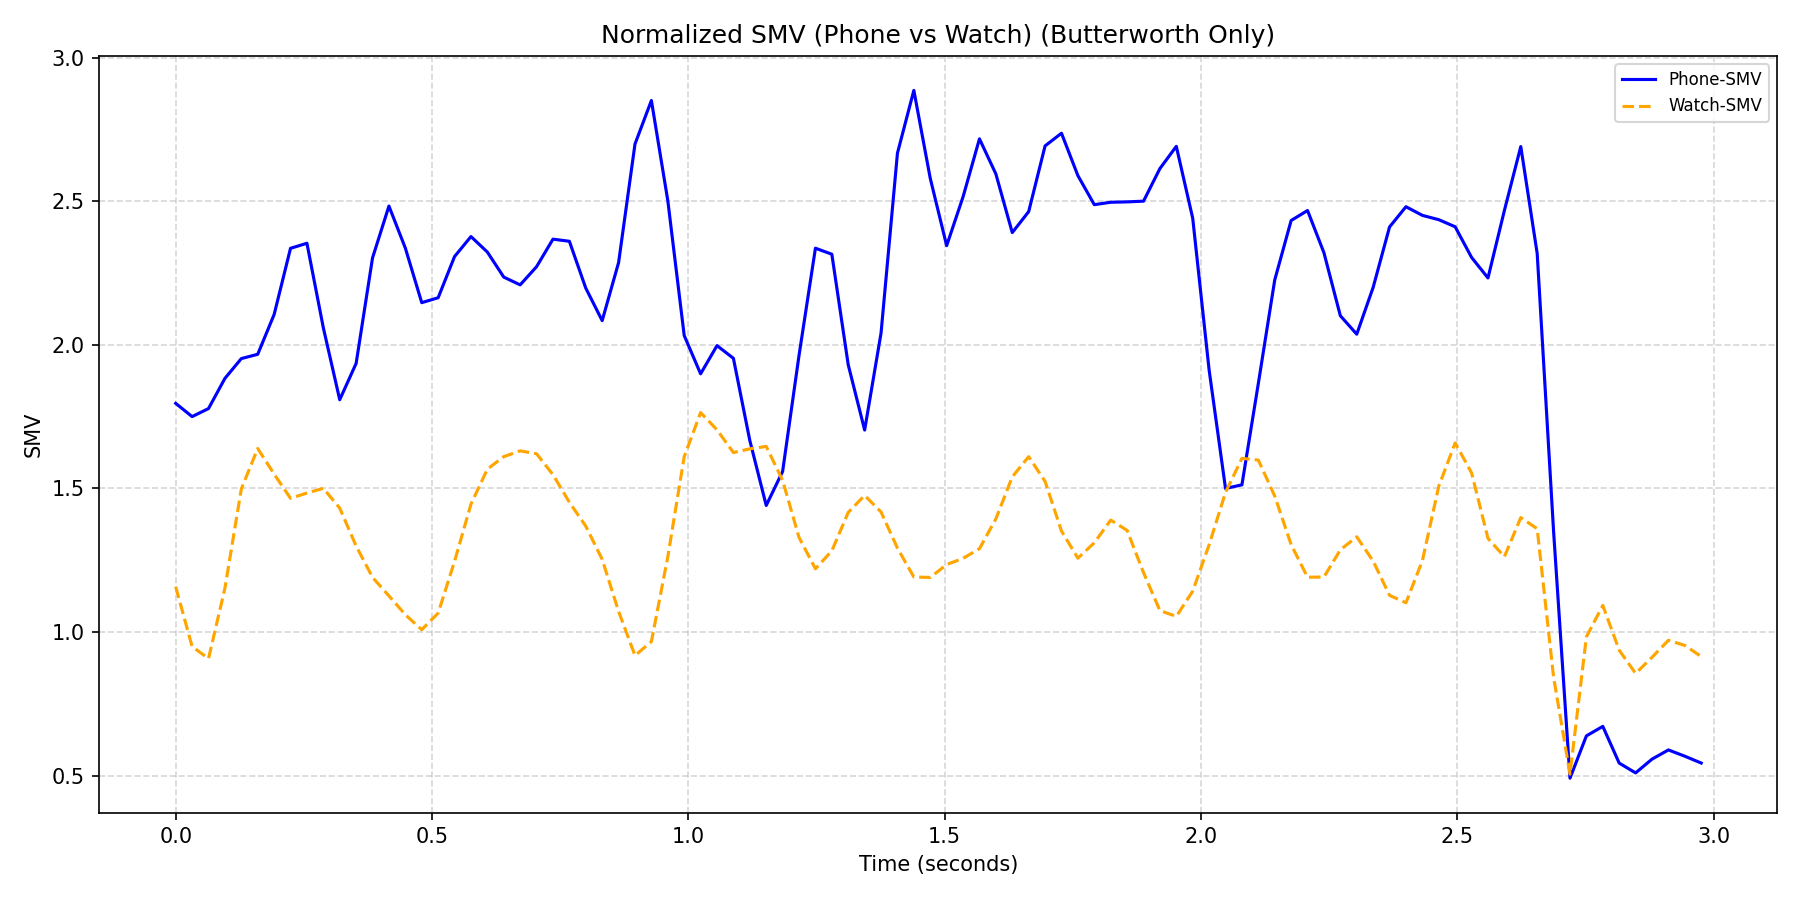 Normalized SMV (Phone vs Watch) (Butterworth Only)
Phone-SMV
Watch-SMV
SMV
3.0
2.5
2.0
1.5
1.0
0.5
0.0 0.5 1.0 1.5 2.0 2.5 3.0
Time (seconds)